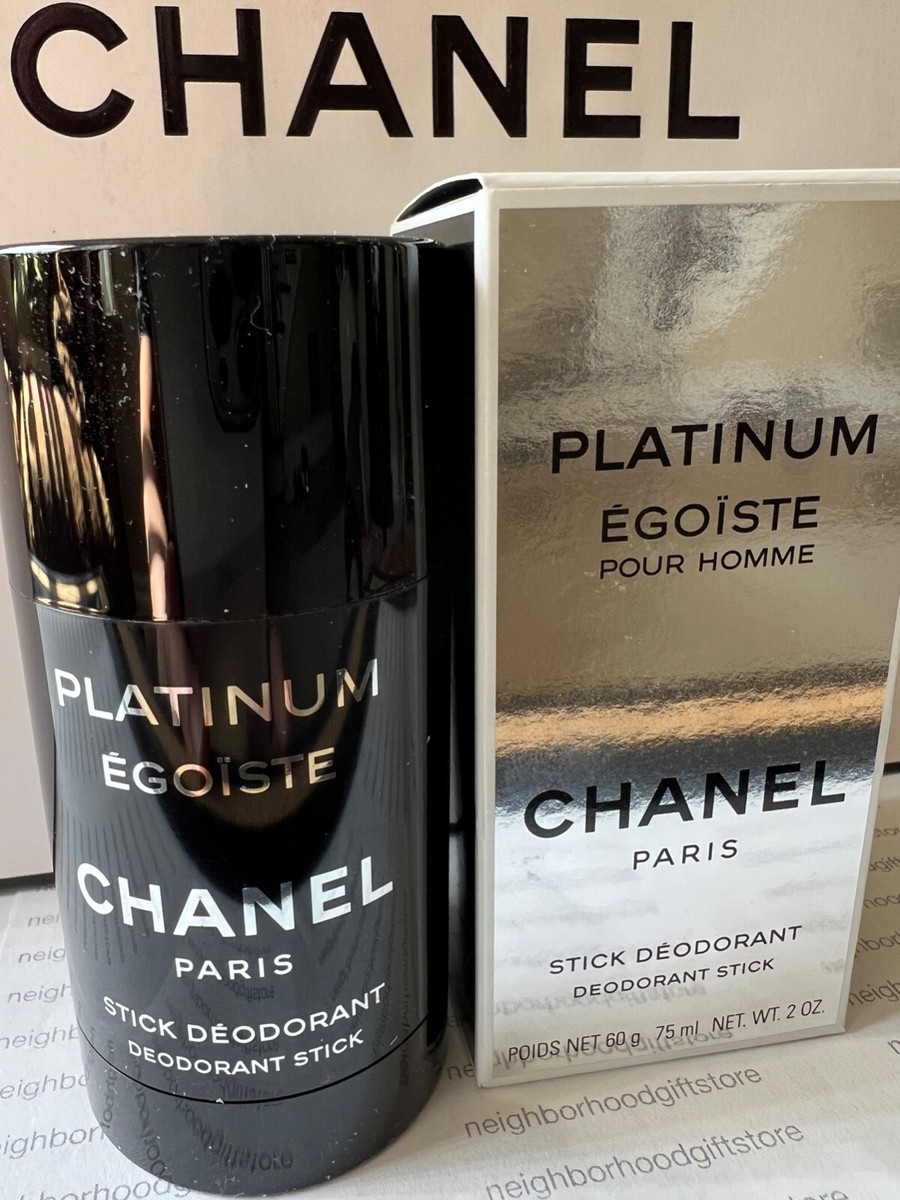 CHANEL
PLATINUM
ÉGOÏSTE
CHANEL
PARIS
STICK DÉODORANT
DEODORANT STICK
PLATINUM
ÉGOÏSTE
POUR HOMME
CHANEL
PARIS
STICK DÉODORANT
DEODORANT STICK
POIDS NET 60 g 75 ml NET. WT. 2 OZ.
neighborhoodgiftstore
neighborhoodgiftstore